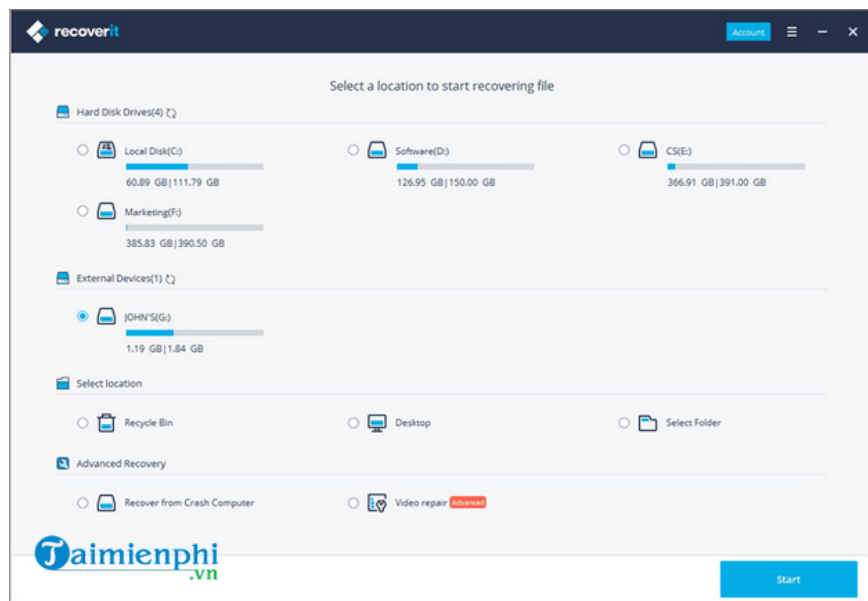 recoverit
Account
Select a location to start recovering file
Hard Disk Drives(4)
Local Disk(C:)
Software(D:)
CS(E:)
60.89 GB|111.79 GB
126.95 GB|150.00 GB
366.91 GB|391.00 GB
Marketing(F:)
385.83 GB|390.50 GB
External Devices(1)
JOHN'S(G:)
1.19 GB|1.84 GB
Select location
Recycle Bin
Desktop
Select Folder
Advanced Recovery
Recover from Crash Computer
Video repair Advanced
Taimienphi
.vn
Start